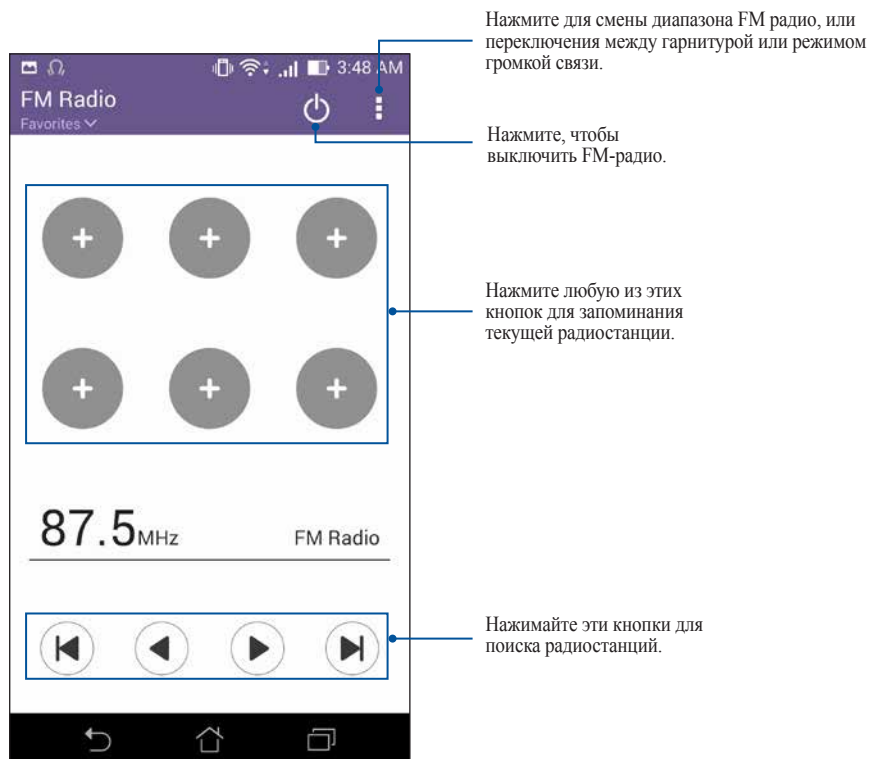 Нажмите для смены диапазона FM радио, или
переключения между гарнитурой или режимом
громкой связи.
3:48 AM
FM Radio
Favorites
Нажмите, чтобы
выключить FM-радио.
Нажмите любую из этих
кнопок для запоминания
текущей радиостанции.
87.5MHz
FM Radio
Нажимайте эти кнопки для
поиска радиостанций.